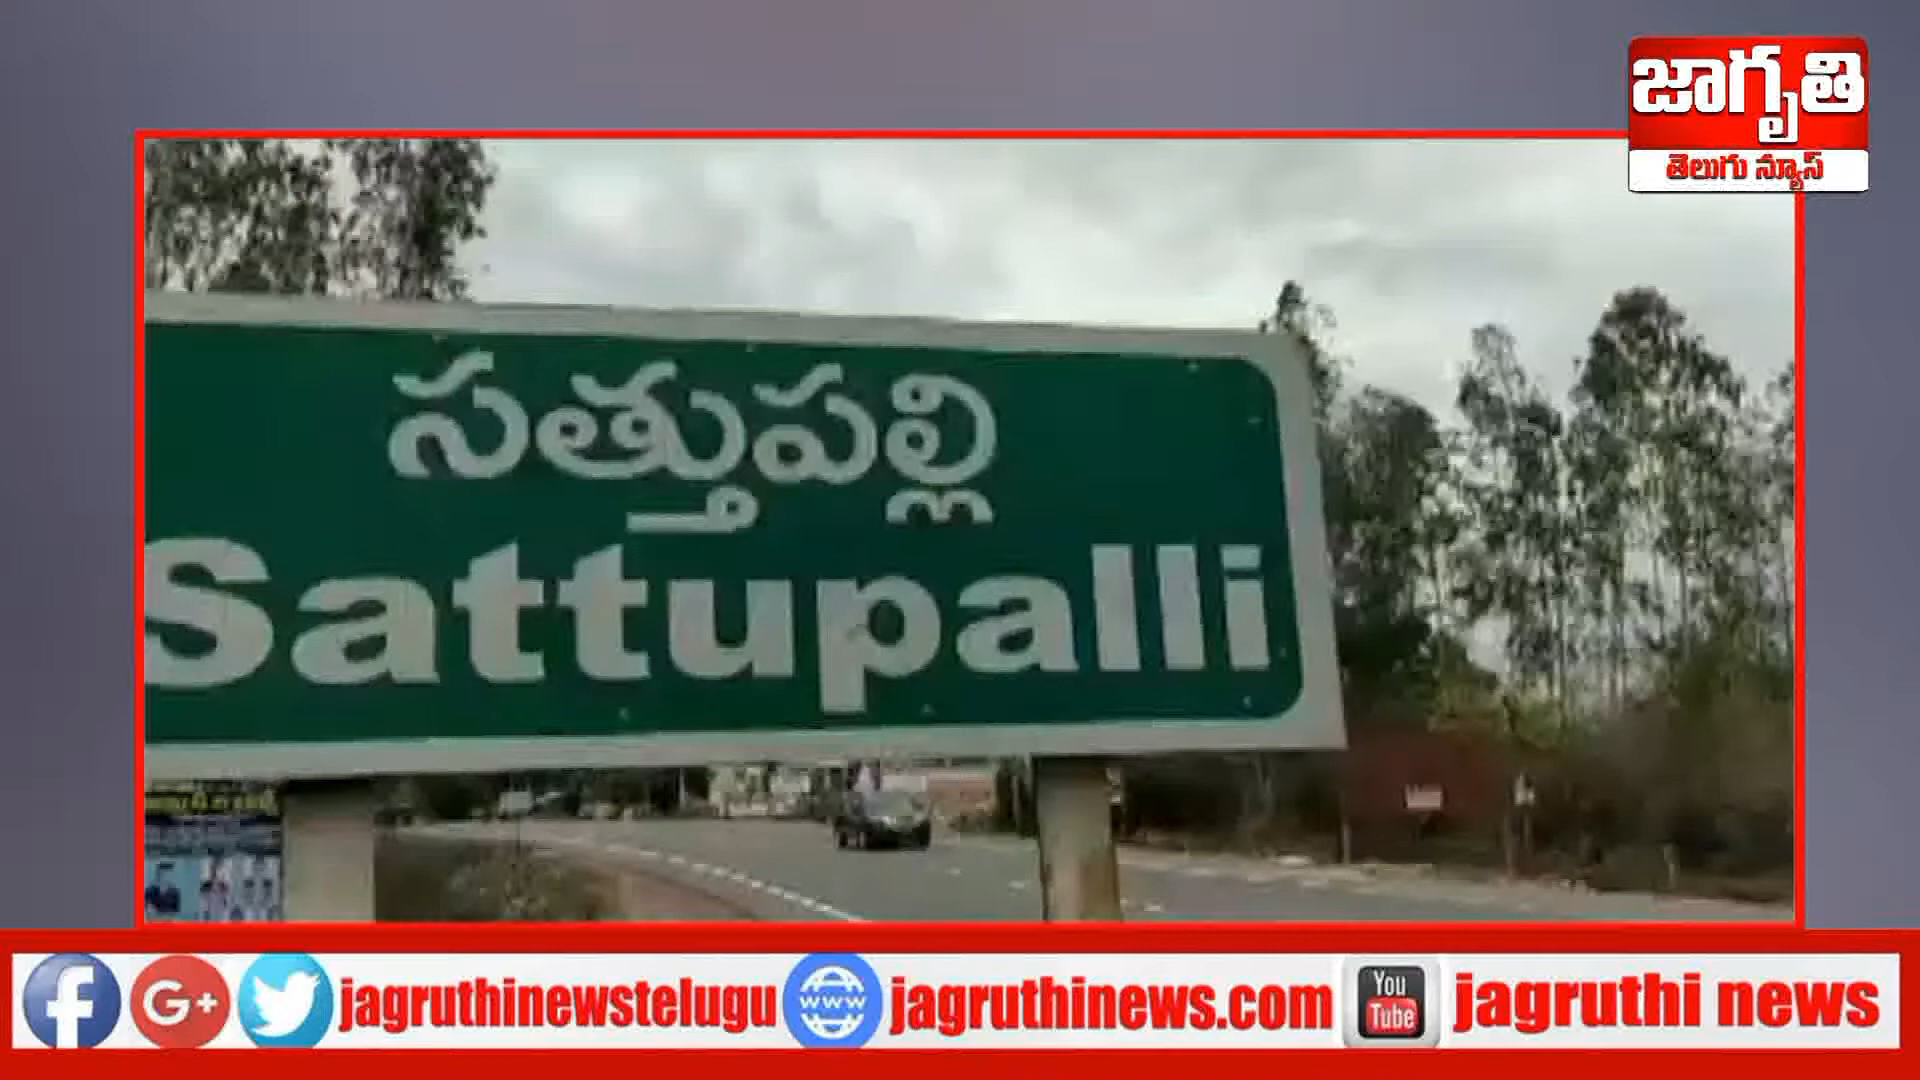 జాగృతి
తెలుగు న్యూస్
సత్తుపల్లి
Sattupalli
f G+ jagruthinewstelugu www jagruthinews.com You Tube jagruthi news